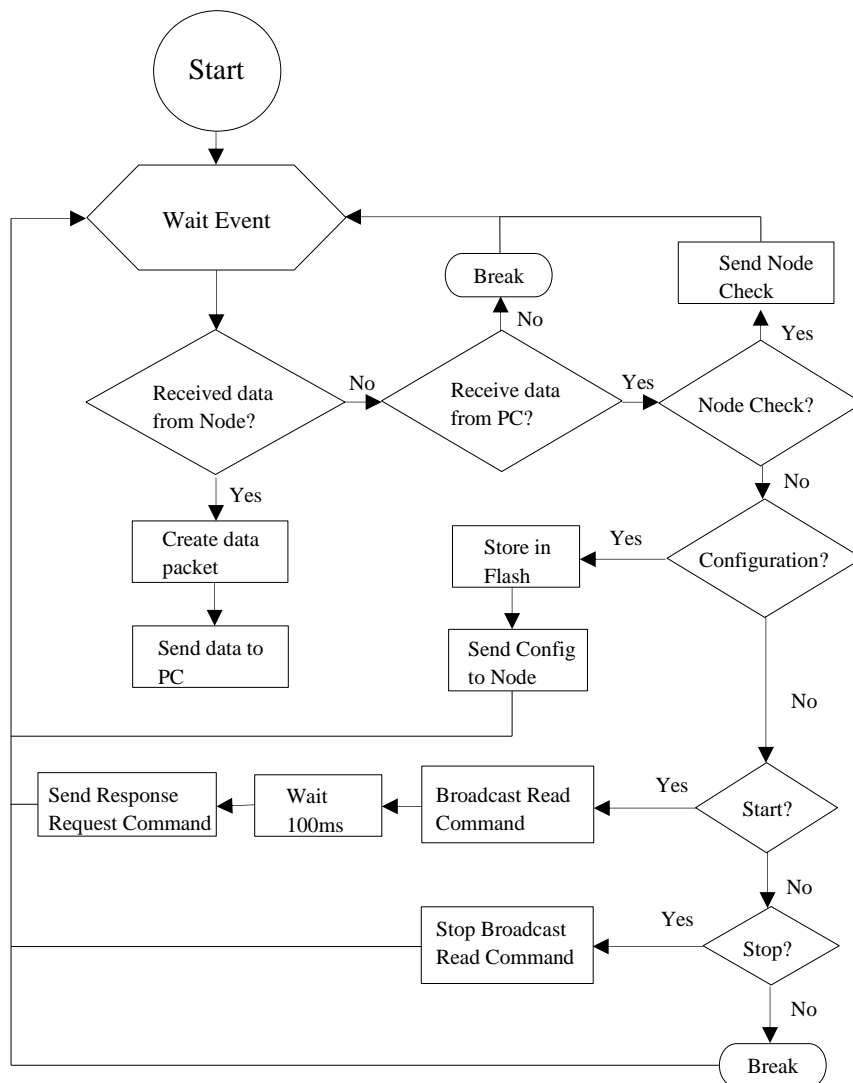 Start
Wait Event
Break
Send Node
Check
No
Yes
Received data
from Node?
No
Receive data
from PC?
Yes
Node Check?
Yes
No
Create data
packet
Store in
Flash
Yes
Configuration?
Send data to
PC
Send Config
to Node
No
Send Response
Request Command
Wait
100ms
Broadcast Read
Command
Yes
Start?
No
Stop Broadcast
Read Command
Yes
Stop?
No
Break